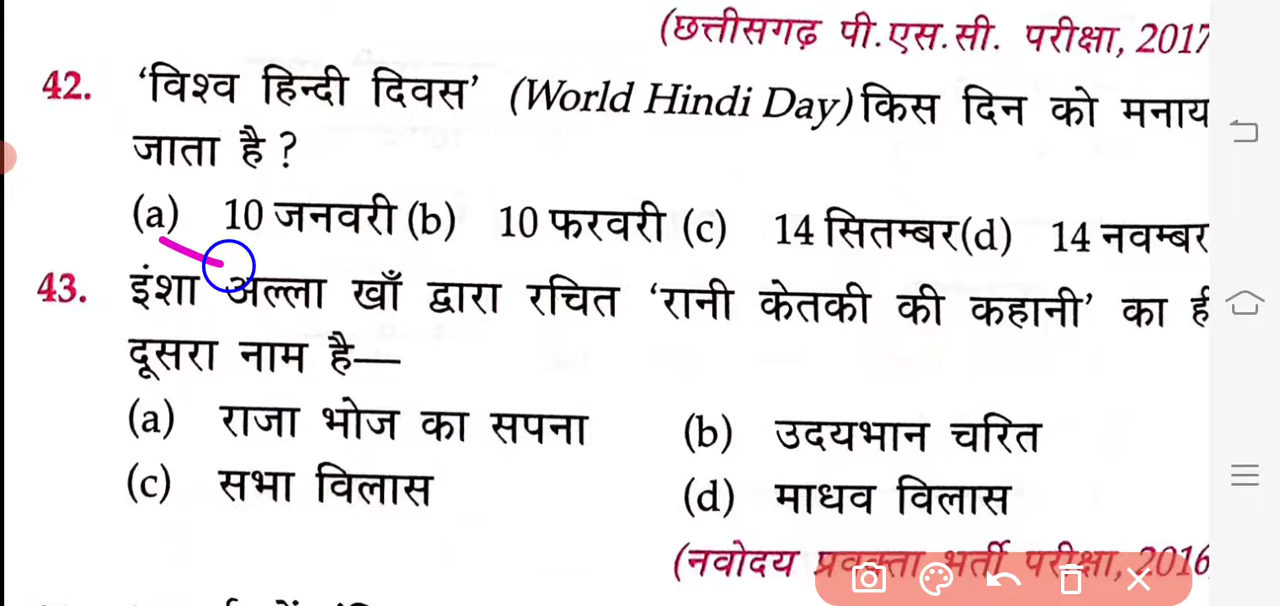 (छत्तीसगढ़ पी.एस.सी. परीक्षा, 2017
42. ‘विश्व हिन्दी दिवस’ (World Hindi Day) किस दिन को मनाय
जाता है ?
(a) 10 जनवरी (b) 10 फरवरी (c) 14 सितम्बर (d) 14 नवम्बर
43. इंशा अल्ला खाँ द्वारा रचित ‘रानी केतकी की कहानी’ का ही
दूसरा नाम है—
(a) राजा भोज का सपना (b) उदयभान चरित
(c) सभा विलास (d) माधव विलास
(नवोदय प्रवक्ता भर्ती परीक्षा, 2016